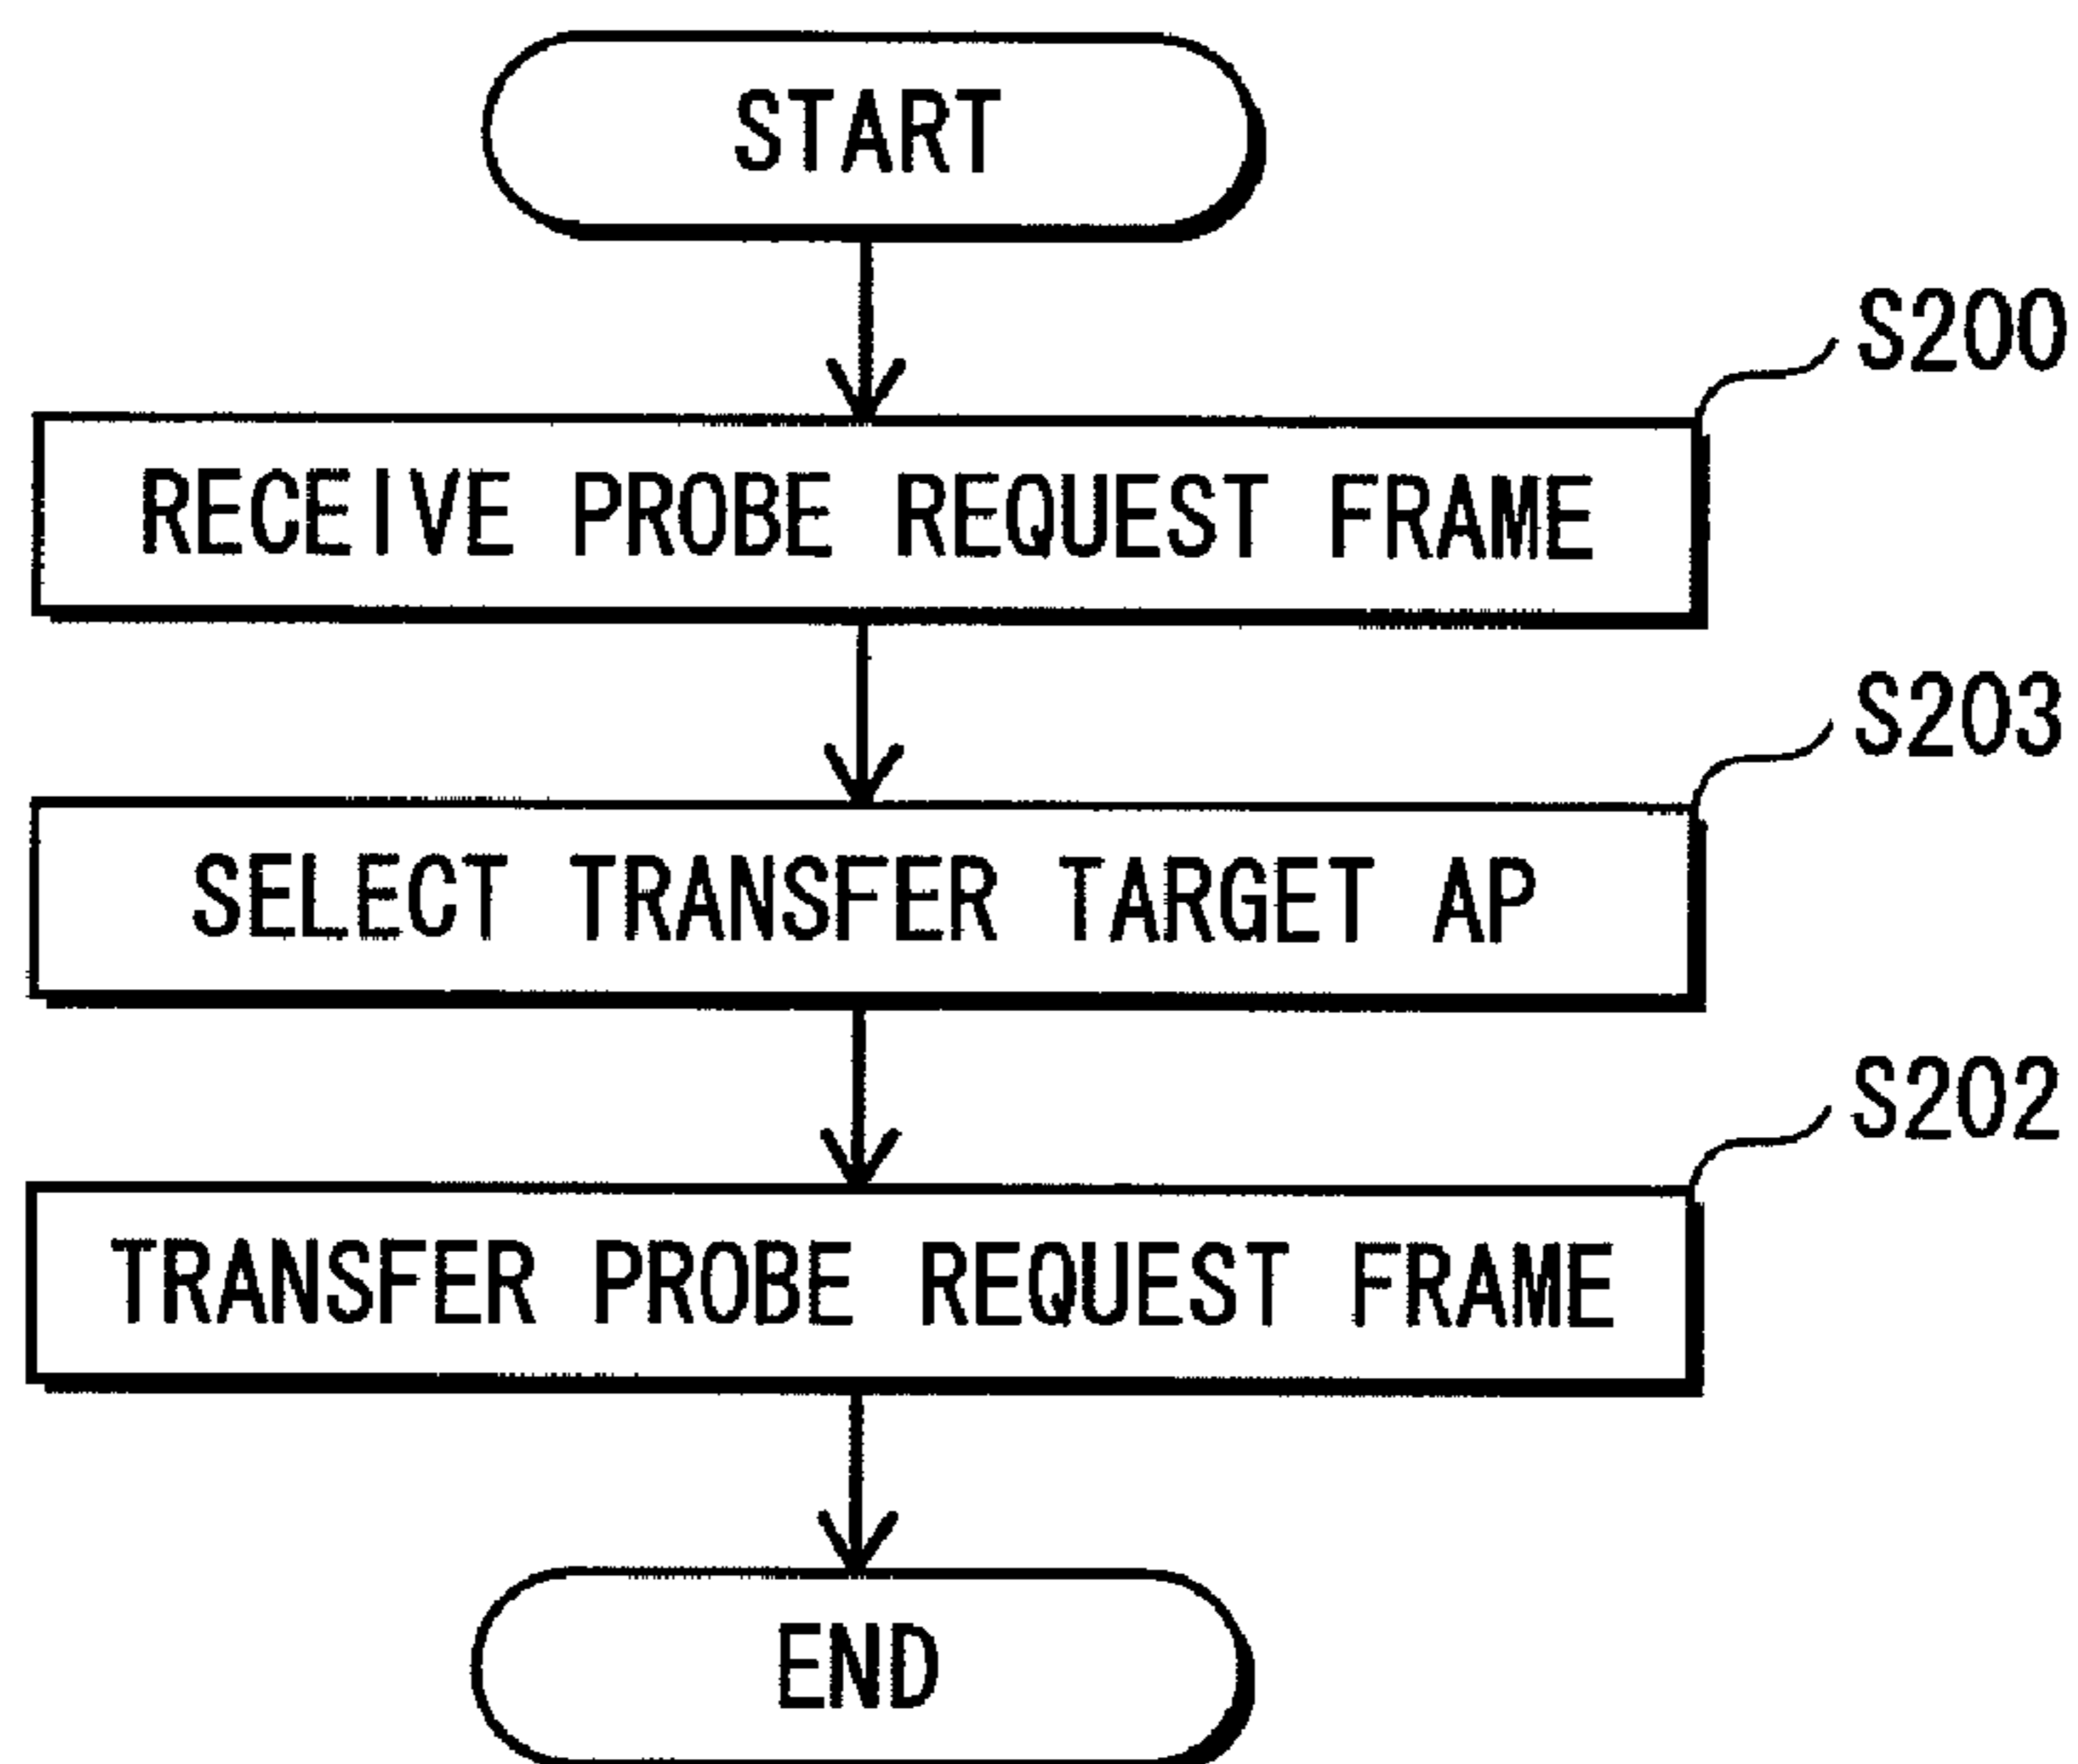 START
S200
RECEIVE PROBE REQUEST FRAME
S203
SELECT TRANSFER TARGET AP
S202
TRANSFER PROBE REQUEST FRAME
END